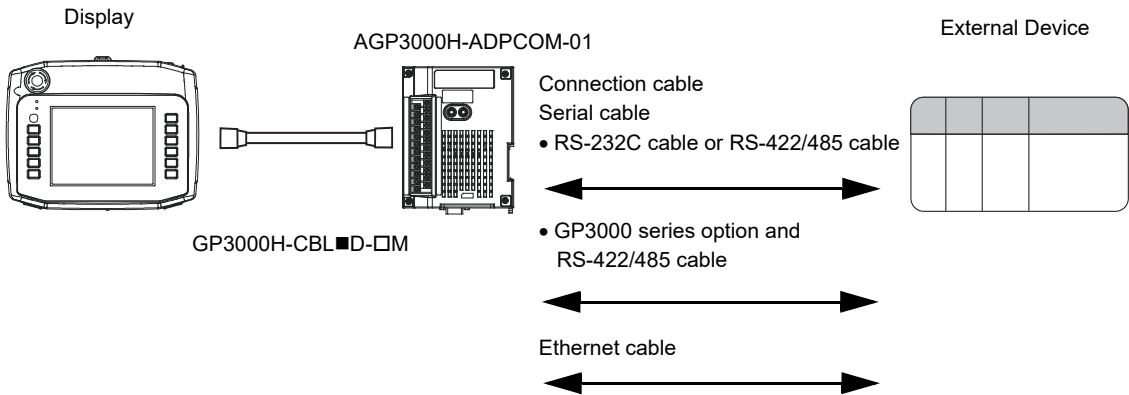 Display
AGP3000H-ADPCOM-01
External Device
Connection cable
Serial cable
• RS-232C cable or RS-422/485 cable
GP3000H-CBL■D-□M
• GP3000 series option and
RS-422/485 cable
Ethernet cable